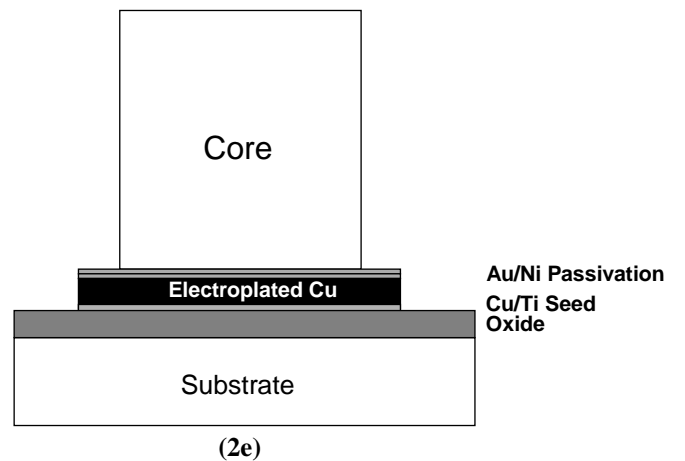 Core
Au/Ni Passivation
Electroplated Cu
Cu/Ti Seed
Oxide
Substrate
(2e)